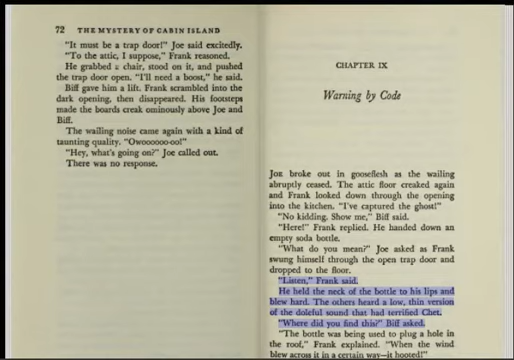 72 THE MYSTERY OF CABIN ISLAND
"It must be a trap door!" Joe said excitedly.
"To the attic, I suppose," Frank reasoned.
He grabbed a chair, stood on it, and pushed
the trap door open. "I'll need a boost," he said.
Biff gave him a lift. Frank scrambled into the
dark opening, then disappeared. His footsteps
made the boards creak ominously above Joe and
Biff.
The wailing noise came again with a kind of
taunting quality. "Owoooooo-oo!"
"Hey, what's going on?" Joe called out.
There was no response.
CHAPTER IX
Warning by Code
JOE broke out in gooseflesh as the wailing
abruptly ceased. The attic floor creaked again
and Frank looked down through the opening
into the kitchen. "I've captured the ghost!"
"No kidding. Show me," Biff said.
"Here!" Frank replied. He handed down an
empty soda bottle.
"What do you mean?" Joe asked as Frank
swung himself through the open trap door and
dropped to the floor.
"Listen," Frank said.
He held the neck of the bottle to his lips and
blew hard. The others heard a low, thin version
of the doleful sound that had terrified Chet.
"Where did you find this?" Biff asked.
"The bottle was being used to plug a hole in
the roof," Frank explained. "When the wind
blew across it in a certain way—it hooted!"